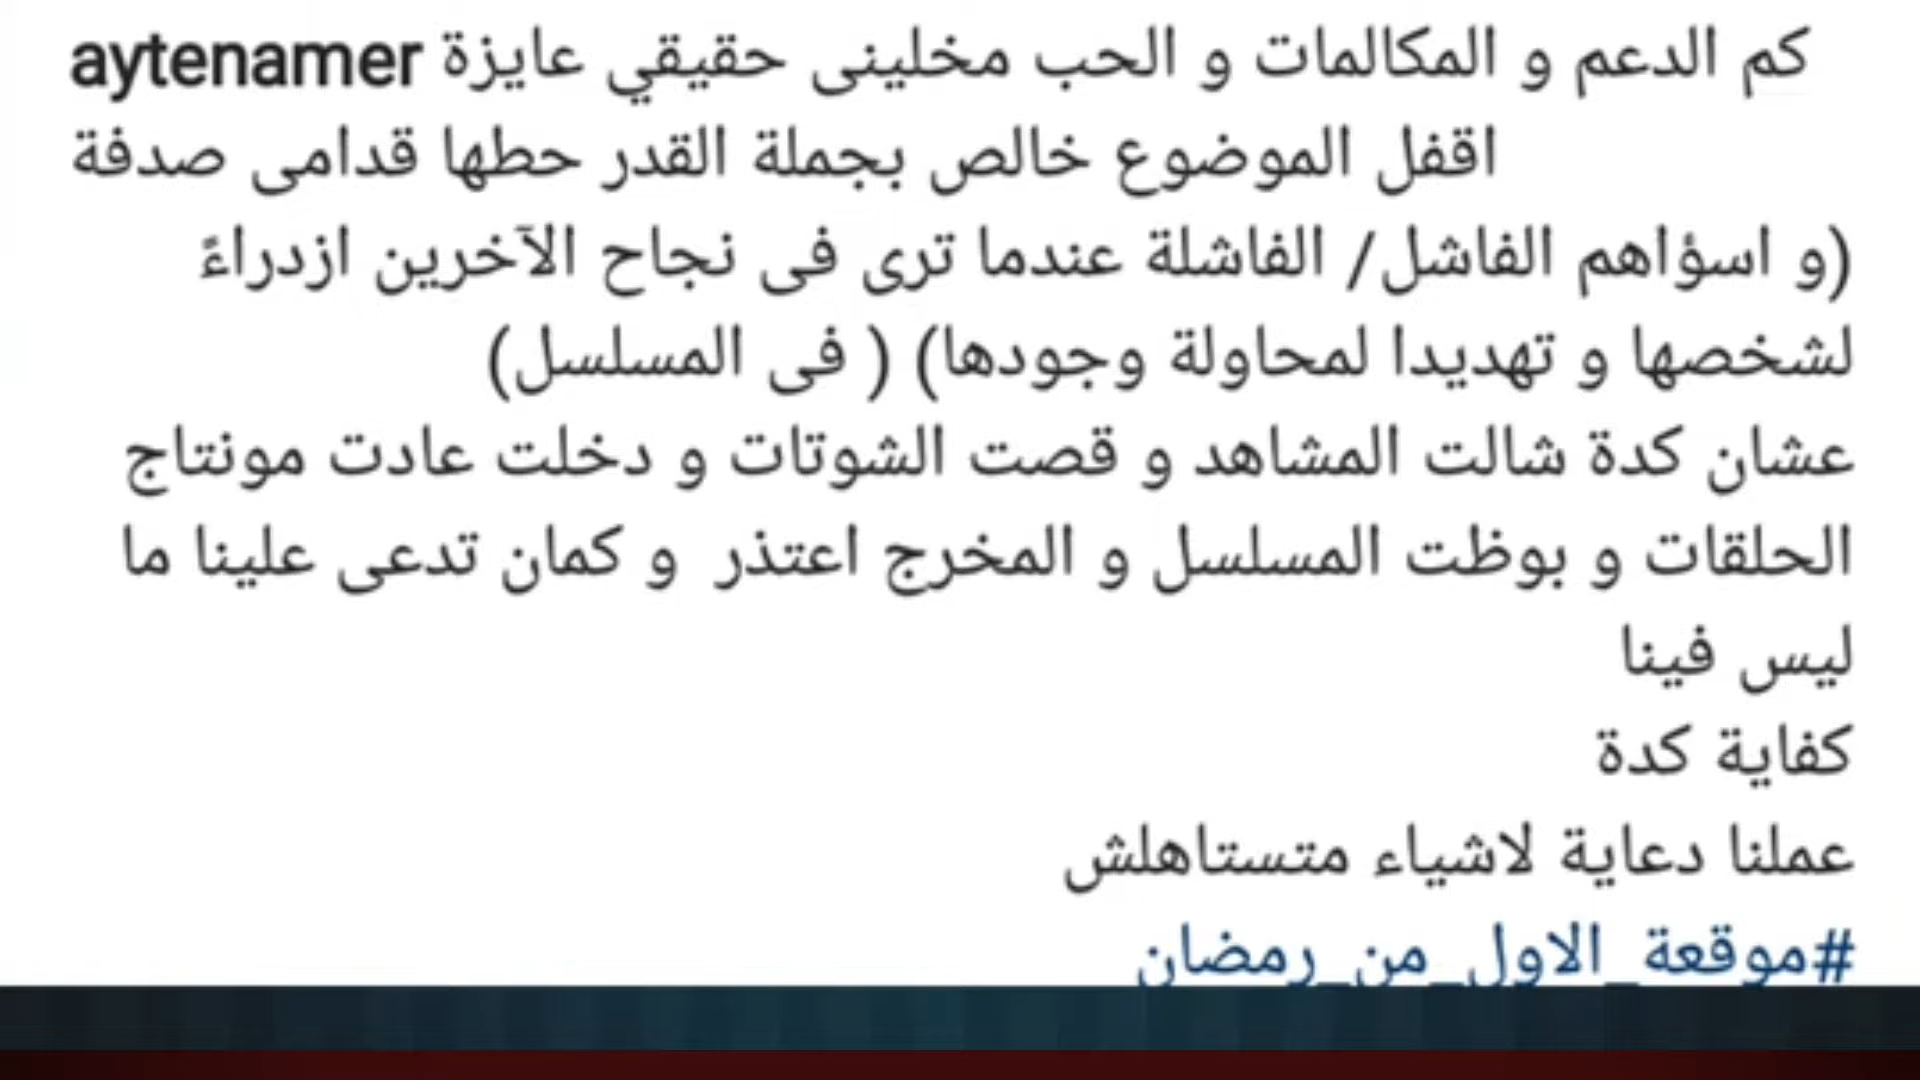 aytenamer كم الدعم و المكالمات و الحب مخلينى حقيقي عايزة
اقفل الموضوع خالص بجملة القدر حطها قدامى صدفة
(و اسؤاهم الفاشل/ الفاشلة عندما ترى فى نجاح الآخرين ازدراءً
لشخصها و تهديدا لمحاولة وجودها) ( فى المسلسل)
عشان كدة شالت المشاهد و قصت الشوتات و دخلت عادت مونتاج
الحلقات و بوظت المسلسل و المخرج اعتذر و كمان تدعى علينا ما
ليس فينا
كفاية كدة
عملنا دعاية لاشياء متستاهلش
#موقعة_الاول_من_رمضان